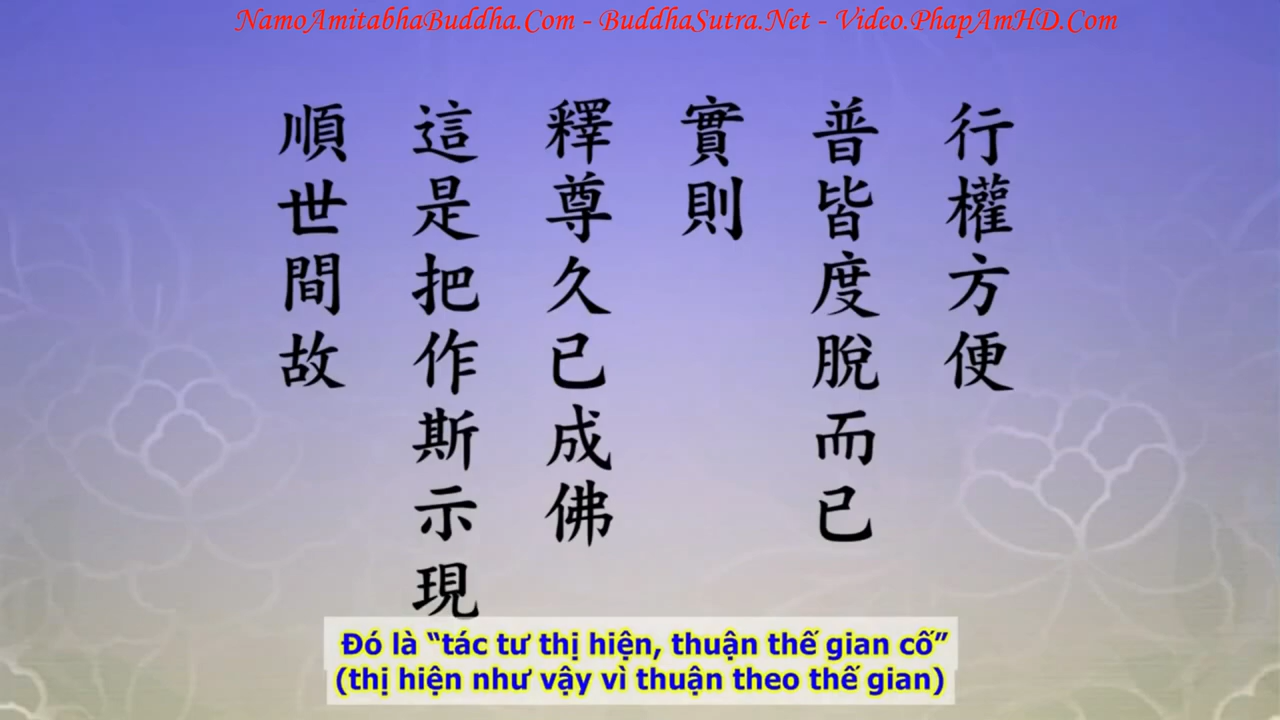 NamoAmitabhaBuddha.Com - BuddhaSutra.Net - Video.PhapAmHD.Com
行權方便
普皆度脫而已
實則
釋尊久已成佛
這是把作斯示現
順世間故
Đó là “tác tư thị hiện, thuận thế gian cố”
(thị hiện như vậy vì thuận theo thế gian)